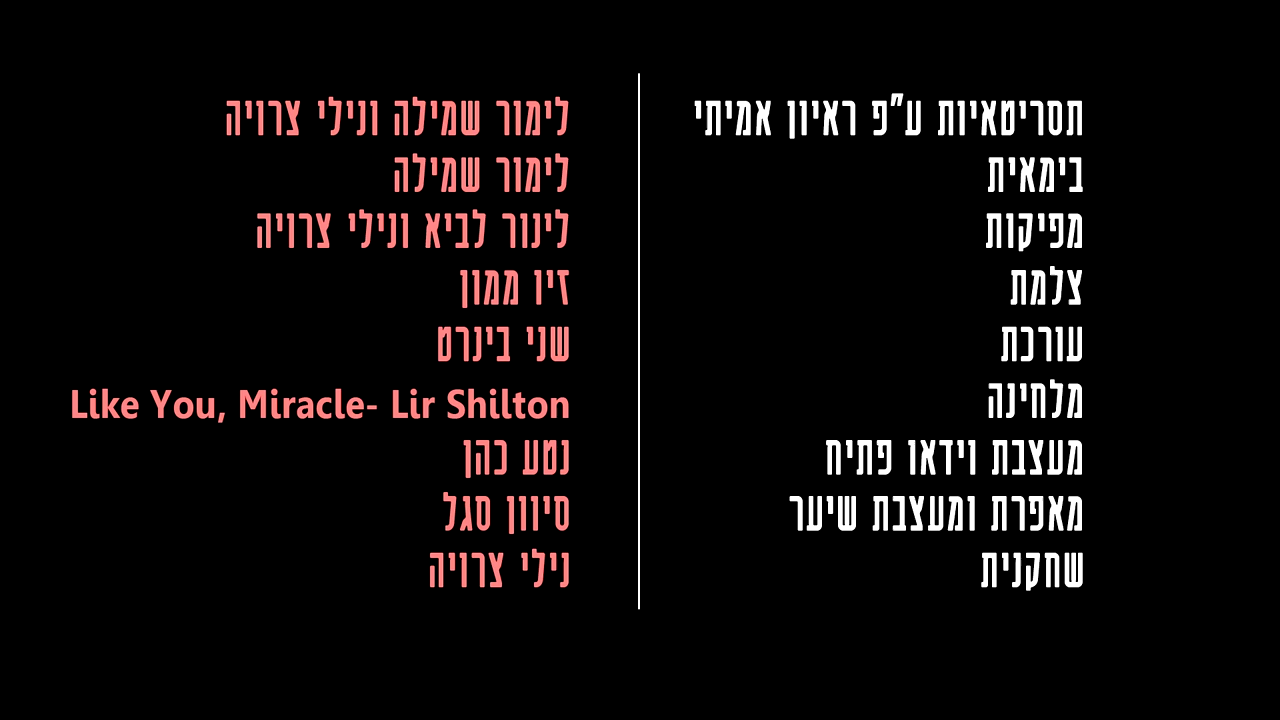 תסריטאיות ע"פ ראיון אמיתי
לימור שמילה ונילי צרויה
בימאית
לימור שמילה
מפיקות
לינור לביא ונילי צרויה
צלמת
זיו ממון
עורכת
שני בינרט
מלחינה
Like You, Miracle- Lir Shilton
מעצבת וידאו פתיח
נטע כהן
מאפרת ומעצבת שיער
סיוון סגל
שחקנית
נילי צרויה